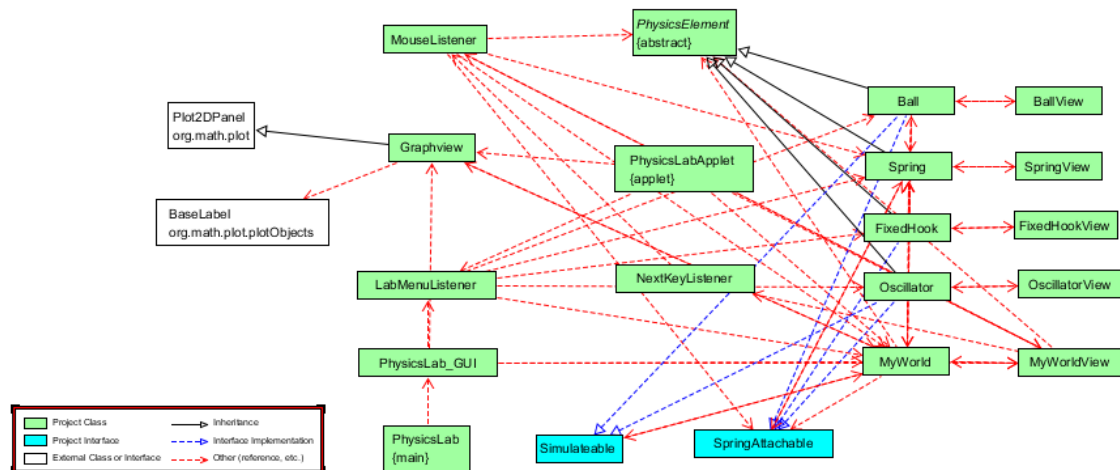 PhysicsElement
{abstract}
MouseListener
Ball
BallView
Plot2DPanel
org.math.plot
Graphview
PhysicsLabApplet
{applet}
Spring
SpringView
BaseLabel
org.math.plot.plotObjects
FixedHook
FixedHookView
LabMenuListener
NextKeyListener
Oscillator
OscillatorView
PhysicsLab_GUI
MyWorld
MyWorldView
PhysicsLab
{main}
Simulateable
SpringAttachable
Project Class
Inheritance
Project Interface
Interface Implementation
External Class or Interface
Other (reference, etc.)